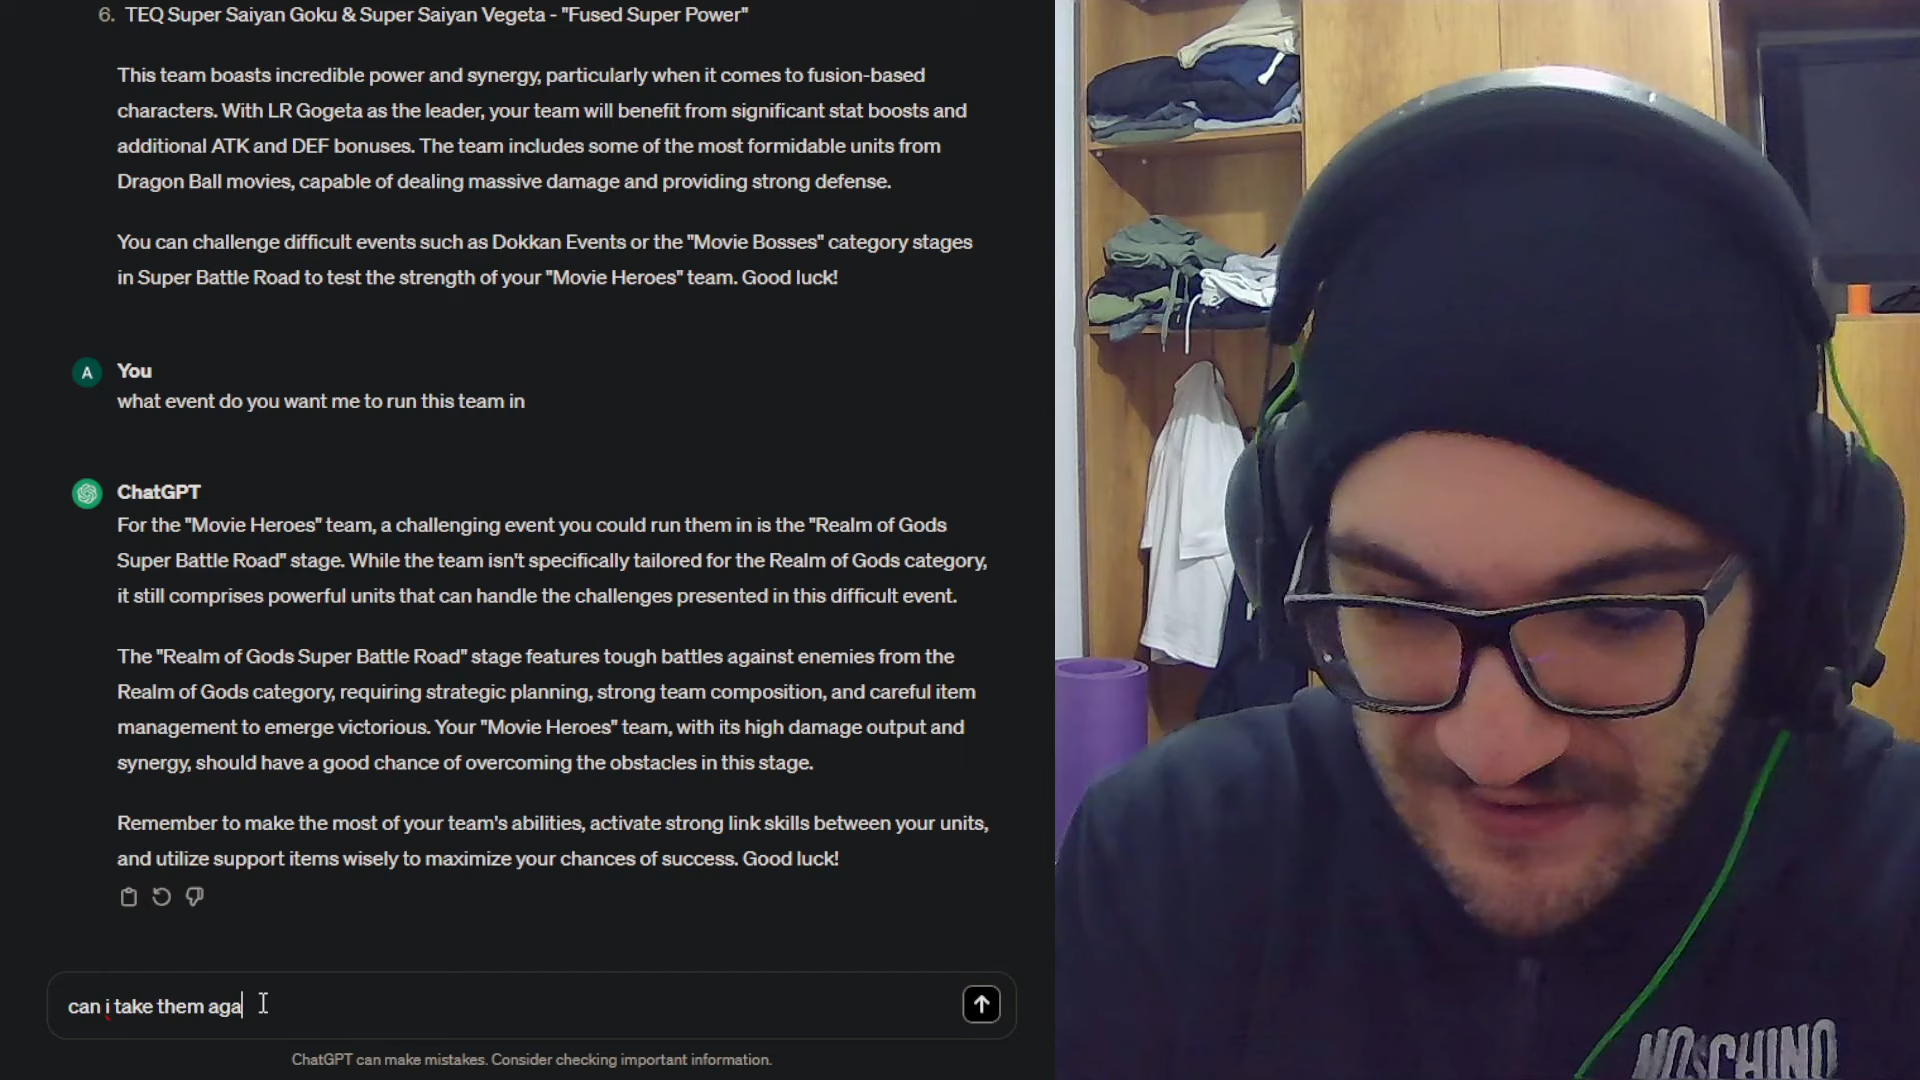 6. TEQ Super Saiyan Goku & Super Saiyan Vegeta - "Fused Super Power"
This team boasts incredible power and synergy, particularly when it comes to fusion-based
characters. With LR Gogeta as the leader, your team will benefit from significant stat boosts and
additional ATK and DEF bonuses. The team includes some of the most formidable units from
Dragon Ball movies, capable of dealing massive damage and providing strong defense.
You can challenge difficult events such as Dokkan Events or the "Movie Bosses" category stages
in Super Battle Road to test the strength of your "Movie Heroes" team. Good luck!
A You
what event do you want me to run this team in
ChatGPT
For the "Movie Heroes" team, a challenging event you could run them in is the "Realm of Gods
Super Battle Road" stage. While the team isn't specifically tailored for the Realm of Gods category,
it still comprises powerful units that can handle the challenges presented in this difficult event.
The "Realm of Gods Super Battle Road" stage features tough battles against enemies from the
Realm of Gods category, requiring strategic planning, strong team composition, and careful item
management to emerge victorious. Your "Movie Heroes" team, with its high damage output and
synergy, should have a good chance of overcoming the obstacles in this stage.
Remember to make the most of your team's abilities, activate strong link skills between your units,
and utilize support items wisely to maximize your chances of success. Good luck!
can i take them aga
ChatGPT can make mistakes. Consider checking important information.
MOSCHINO